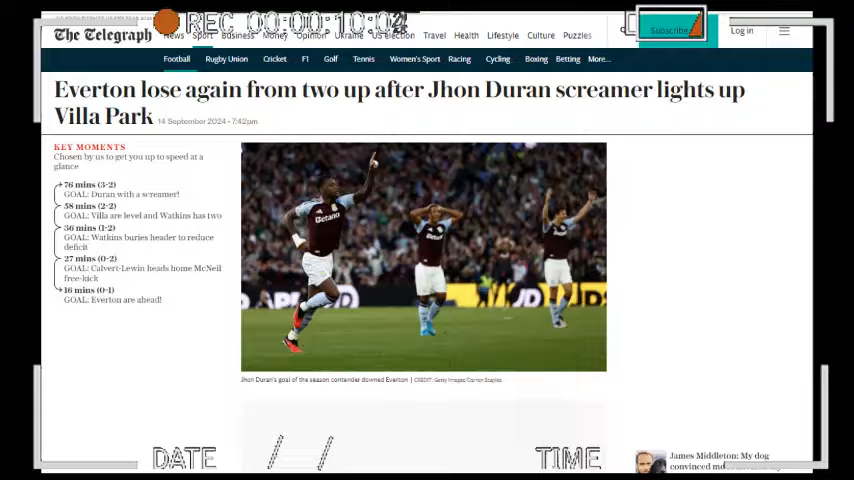 REC 00:00:10:02
The Telegraph
News Sport Business Money Opinion Ukraine US election Travel Health Lifestyle Culture Puzzles
Subscribe
Log in
Football Rugby Union Cricket F1 Golf Tennis Women's Sport Racing Cycling Boxing Betting More...
Everton lose again from two up after Jhon Duran screamer lights up
Villa Park 14 September 2024 • 7:42pm
KEY MOMENTS
Chosen by us to get you up to speed at a
glance
76 mins (3-2)
GOAL: Duran with a screamer!
58 mins (2-2)
GOAL: Villa are level and Watkins has two
36 mins (1-2)
GOAL: Watkins buries header to reduce
deficit
27 mins (0-2)
GOAL: Calvert-Lewin heads home McNeil
free-kick
16 mins (0-1)
GOAL: Everton are ahead!
Betano
Betano
JD
Jhon Duran's goal of the season contender downed Everton | CREDIT: Getty Images/Darren Staples
DATE / / TIME
James Middleton: My dog
convinced me